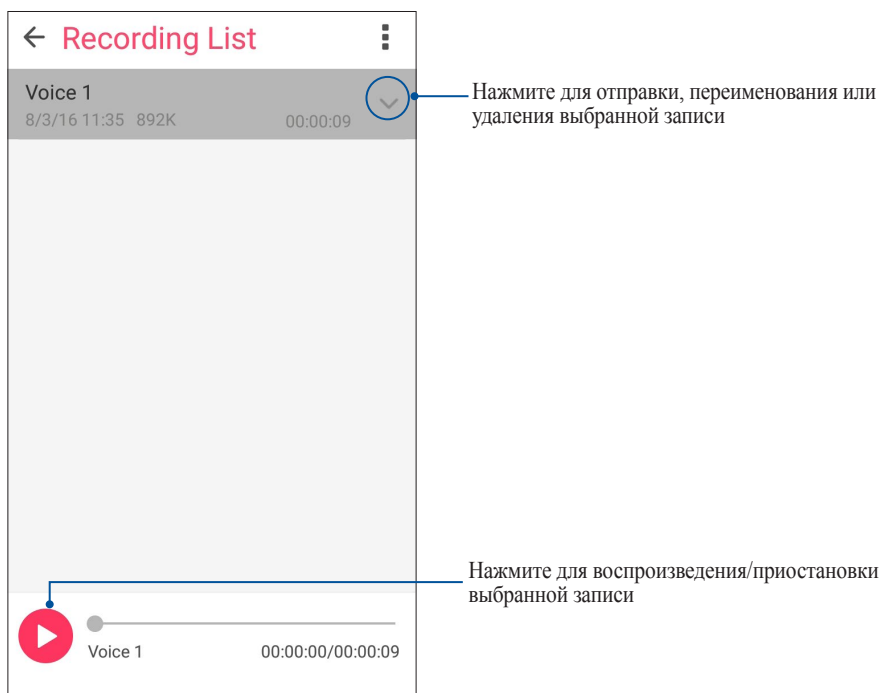 Recording List
Voice 1
8/3/16 11:35 892K 00:00:09
Нажмите для отправки, переименования или
удаления выбранной записи
Нажмите для воспроизведения/приостановки
выбранной записи
Voice 1 00:00:00/00:00:09